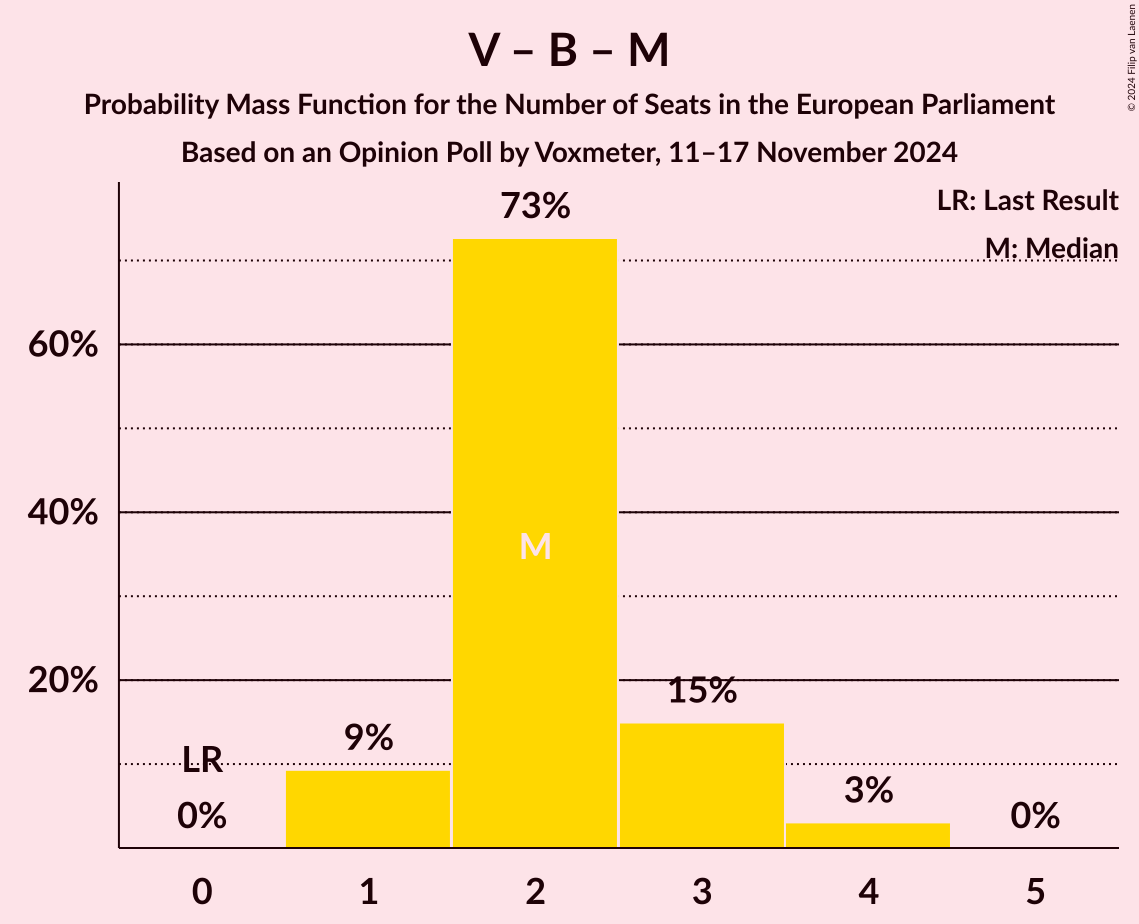 V – B – M
Probability Mass Function for the Number of Seats in the European Parliament
Based on an Opinion Poll by Voxmeter, 11–17 November 2024
© 2024 Filip van Laenen
LR: Last Result
M: Median
73%
60%
40%
M
20%
15%
9%
LR
3%
0%
0%
0 1 2 3 4 5